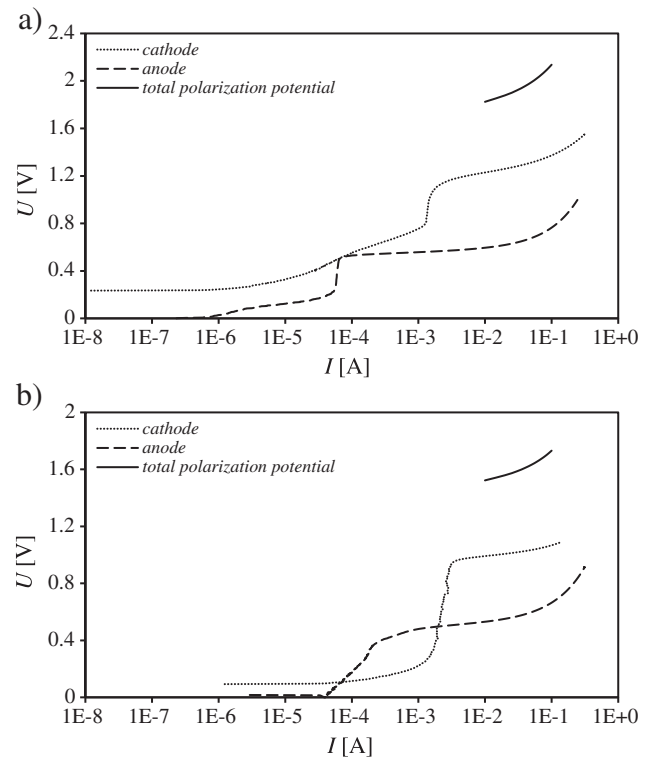 a)
2.4
cathode
anode
total polarization potential
2
1.6
1.2
0.8
0.4
0
U [V]
1E-8 1E-7 1E-6 1E-5 1E-4 1E-3 1E-2 1E-1 1E+0
I [A]
b)
2
cathode
anode
total polarization potential
1.6
1.2
0.8
0.4
0
U [V]
1E-8 1E-7 1E-6 1E-5 1E-4 1E-3 1E-2 1E-1 1E+0
I [A]